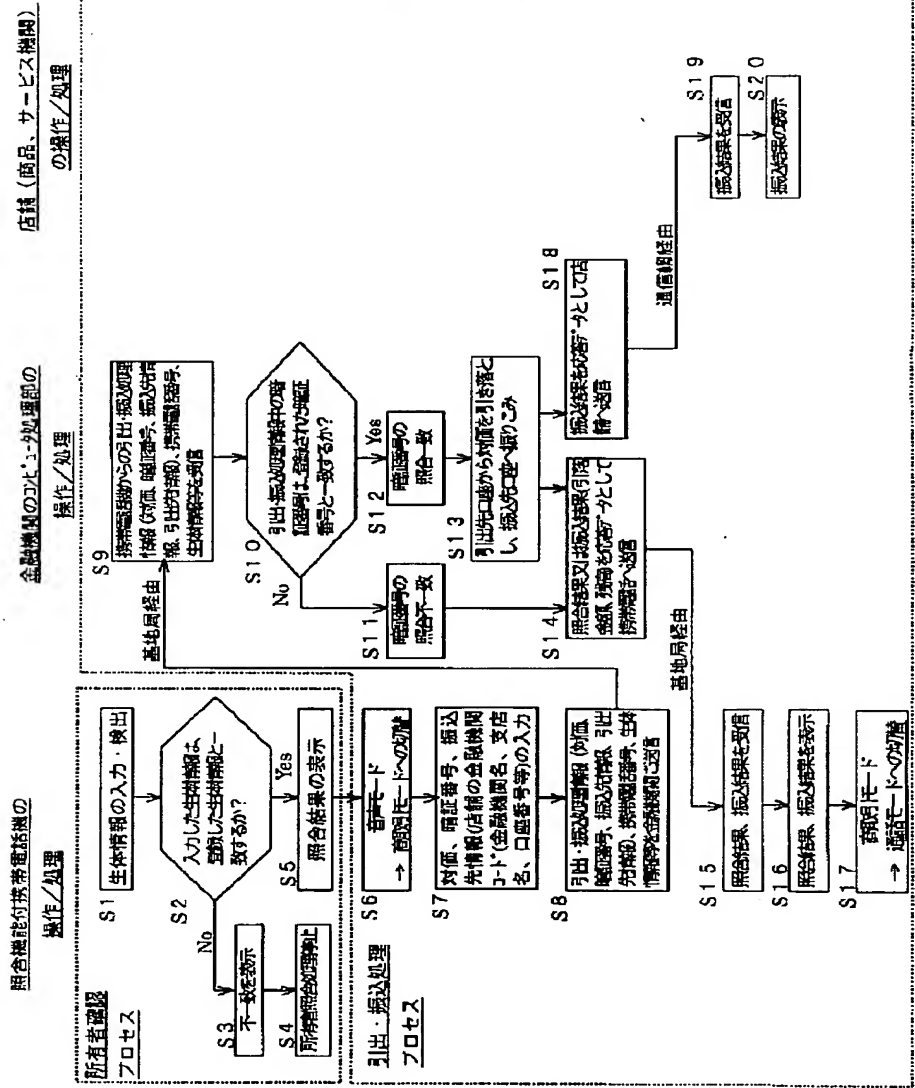 照合機能付携帯電話機の
操作/処理
金融機関のコンピュータ処理部の
操作/処理
店舗(商品、サービス機関)
の操作/処理
所有者確認
プロセス
S1
生体情報の入力・検出
S2
入力した生体情報は、
登録した生体情報と一
致するか?
No
Yes
S3
不一致を表示
S4
所有者照合処理停止
S5
照合結果の表示
引出・振込処理
プロセス
S6
音声モード
→ 商取引モードへの切替
S7
対価、暗証番号、振込
先情報(店舗の金融機関
コード(金融機関名、支店
名、口座番号等)の入力
S8
引出・振込処理情報(対価、
暗証番号、振込先情報、引出
先情報)、携帯電話番号、生体
情報等を金融機関に送信
基地局経由
S9
携帯電話機からの引出・振込処理
情報(対価、暗証番号、振込先情
報、引出先情報)、携帯電話番号、
生体情報等を受信
S10
引出・振込処理情報中の暗
証番号は、登録された暗証
番号と一致するか?
No
Yes
S11
暗証番号の
照合不一致
S12
暗証番号の
照合一致
S13
引出先口座から対価を引き落と
し、振込先口座へ振りこみ
S14
照合結果又は振込結果(引落
金額、残高)を応答データとして
携帯電話へ送信
基地局経由
S15
照合結果、振込結果を受信
S16
照合結果、振込結果を表示
S17
商取引モード
→ 通話モードへの切替
S18
振込結果を応答データとして店
舗へ送信
通信網経由
S19
振込結果を受信
S20
振込結果の表示